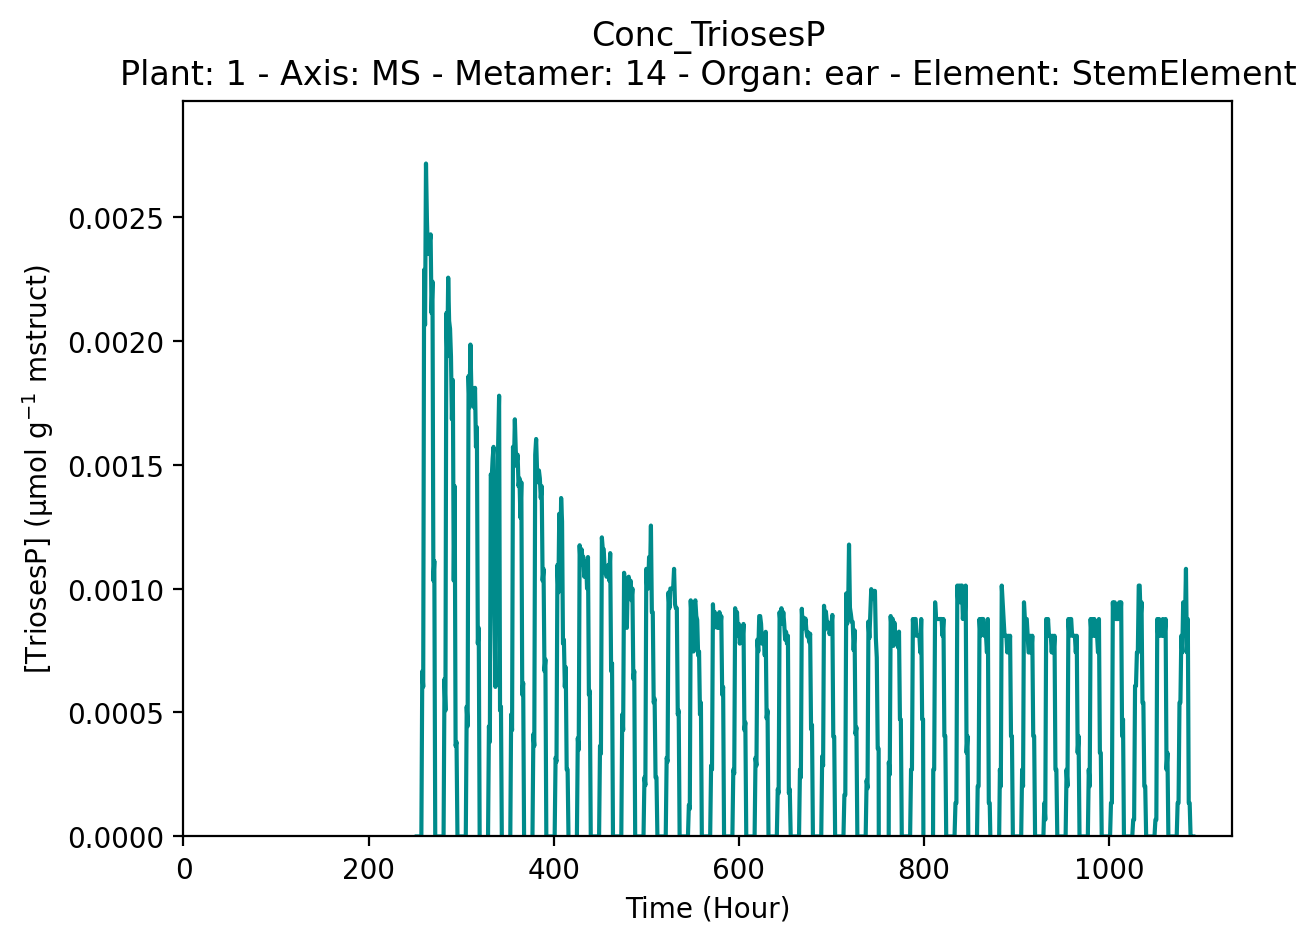 Conc_TriosesP
Plant: 1 - Axis: MS - Metamer: 14 - Organ: ear - Element: StemElement
0.0025
0.0020
0.0015
0.0010
0.0005
0.0000
[TriosesP] (µmol g⁻¹ mstruct)
0 200 400 600 800 1000
Time (Hour)